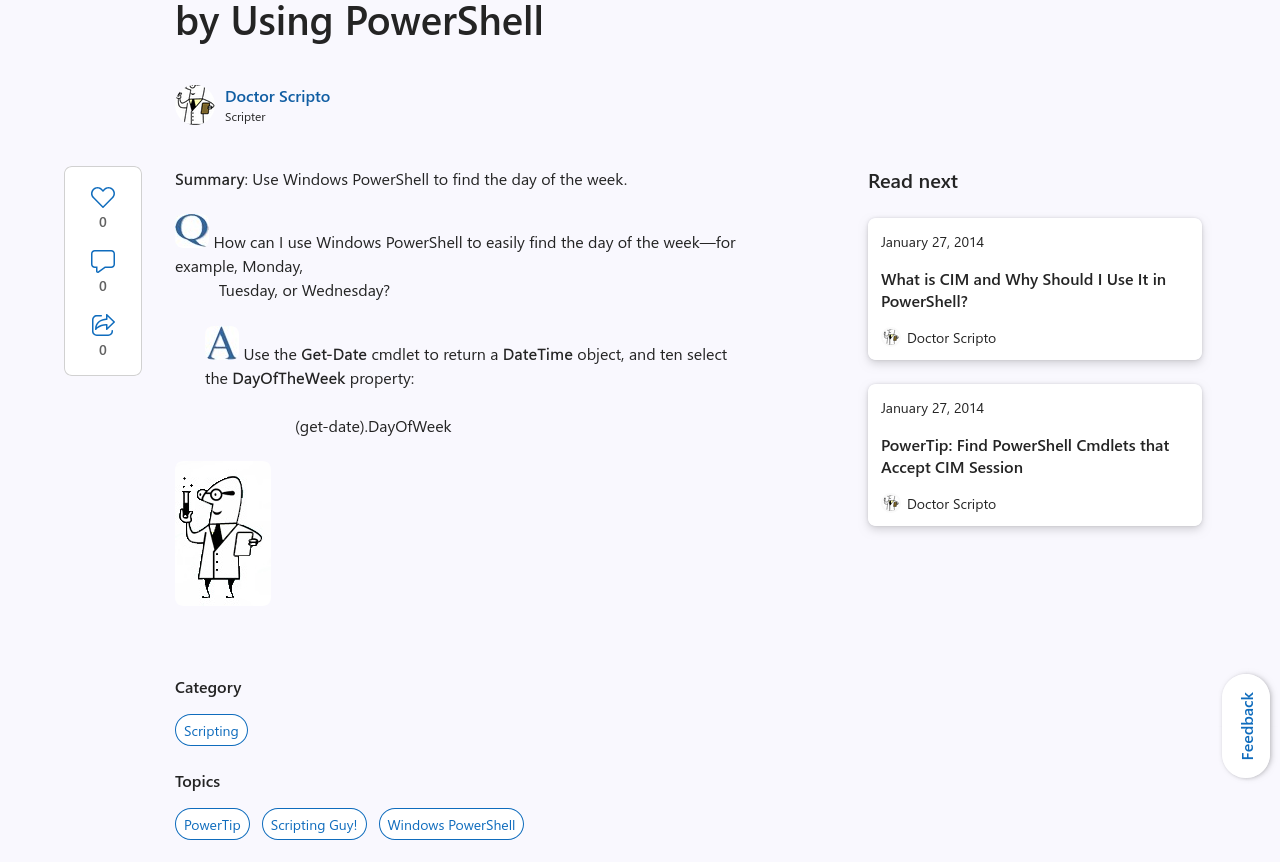 by Using PowerShell
Doctor Scripto
Scripter
0
0
0
Summary: Use Windows PowerShell to find the day of the week.
Q How can I use Windows PowerShell to easily find the day of the week—for
example, Monday,
Tuesday, or Wednesday?
A Use the Get-Date cmdlet to return a DateTime object, and ten select
the DayOfTheWeek property:
(get-date).DayOfWeek
Category
Scripting
Topics
PowerTip Scripting Guy! Windows PowerShell
Read next
January 27, 2014
What is CIM and Why Should I Use It in
PowerShell?
Doctor Scripto
January 27, 2014
PowerTip: Find PowerShell Cmdlets that
Accept CIM Session
Doctor Scripto
Feedback